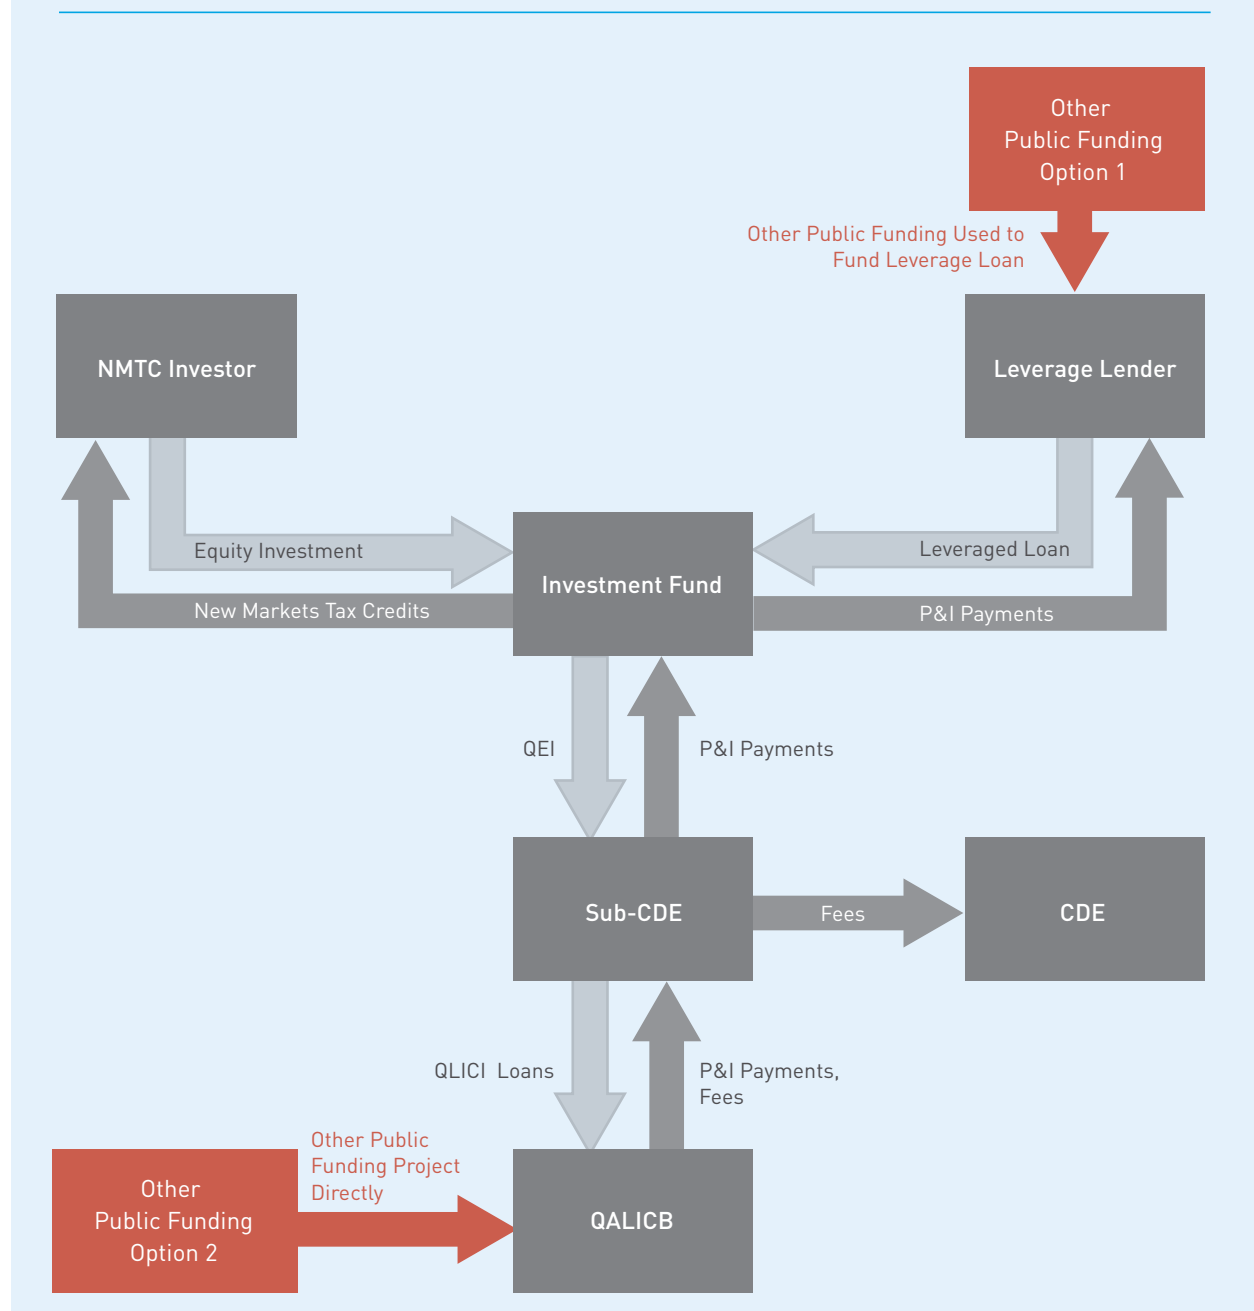 Other
Public Funding
Option 1
Other Public Funding Used to
Fund Leverage Loan
NMTC Investor
Leverage Lender
Equity Investment
Leveraged Loan
Investment Fund
New Markets Tax Credits
P&I Payments
QEI
P&I Payments
Sub-CDE
Fees
CDE
QLICI Loans
P&I Payments,
Fees
Other Public
Funding Project
Directly
Other
Public Funding
Option 2
QALICB